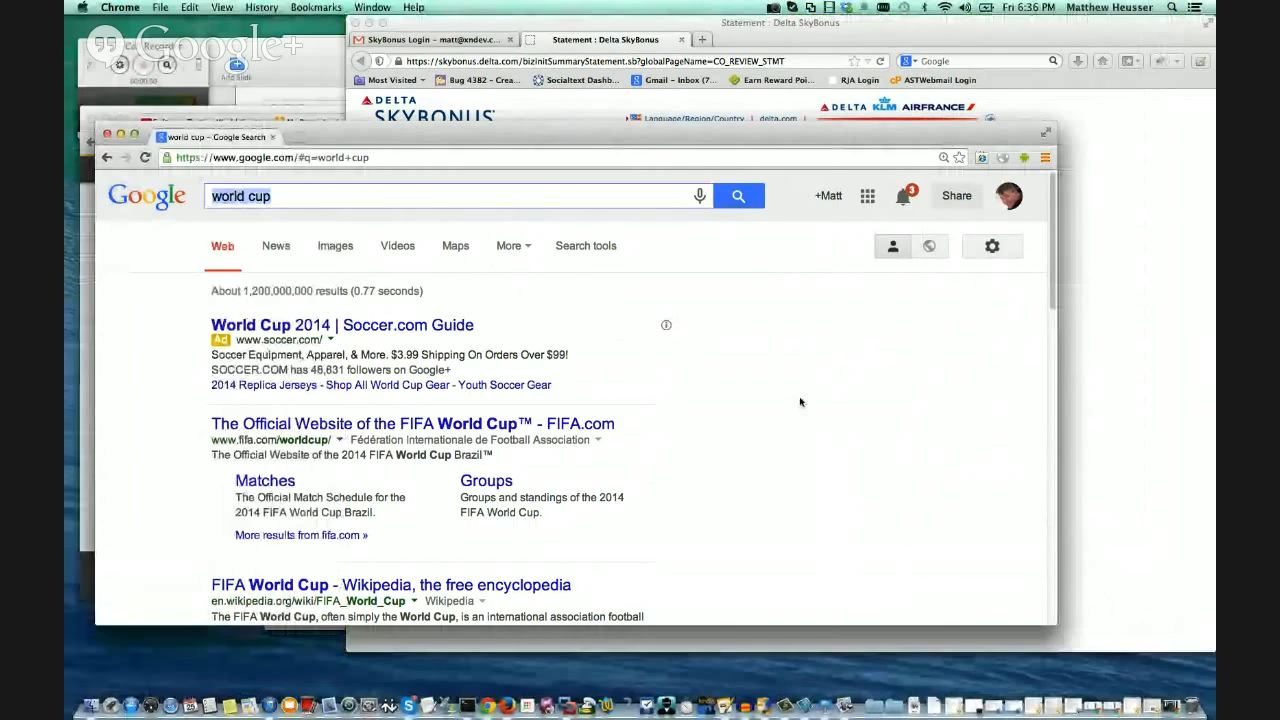 Chrome File Edit View History Bookmarks Window Help Fri 6:36 PM Matthew Heusser
Google+
Statement : Delta SkyBonus
SkyBonus Login – matt@xndev.c... Statement : Delta SkyBonus
https://skybonus.delta.com/bizInitSummaryStatement.sb?globalPageName=CO_REVIEW_STMT Google
Add Slide
Most Visited Bug 4382 - Crea... Socialtext Dashb... Gmail - Inbox (7... Earn Potential Rew... RJA Login ASTWebmail Login
DELTA
SKYBONUS
DELTA KLM AIRFRANCE
Language/Region/Country delta.com
world cup - Google Search
https://www.google.com/#q=world+cup
Google world cup +Matt 3 Share
Web News Images Videos Maps More Search tools
About 1,200,000,000 results (0.77 seconds)
World Cup 2014 | Soccer.com Guide
Ad www.soccer.com/
Soccer Equipment, Apparel, & More. $3.99 Shipping On Orders Over $99!
SOCCER.COM has 48,831 followers on Google+
2014 Replica Jerseys - Shop All World Cup Gear - Youth Soccer Gear
The Official Website of the FIFA World Cup™ - FIFA.com
www.fifa.com/worldcup/ Fédération Internationale de Football Association
The Official Website of the 2014 FIFA World Cup Brazil™
Matches
The Official Match Schedule for the
2014 FIFA World Cup Brazil.
Groups
Groups and standings of the 2014
FIFA World Cup.
More results from fifa.com »
FIFA World Cup - Wikipedia, the free encyclopedia
en.wikipedia.org/wiki/FIFA_World_Cup Wikipedia
The FIFA World Cup, often simply the World Cup, is an international association football